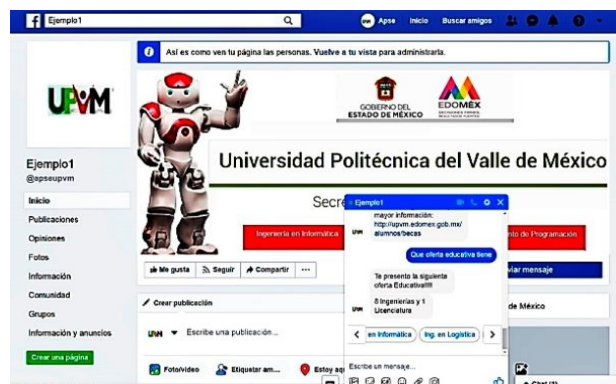 Ejemplo1
Apse Inicio Buscar amigos
Así es como ven tu página las personas. Vuelve a tu vista para administrarla.
UPVM
GOBIERNO DEL
ESTADO DE MÉXICO
EDOMÉX
Universidad Politécnica del Valle de México
Secre
Ingeniería en Informática
nto de Programación
Ejemplo1
@apseupvm
Inicio
Publicaciones
Opiniones
Fotos
Información
Comunidad
Grupos
Información y anuncios
Crear una página
Me gusta Seguir Compartir ...
viar mensaje
Crear publicación
Escribe una publicación...
Foto/video Etiquetar am... Estoy aqu
de México
Ejemplo1
mayor información:
http://upvm.edomex.gob.mx/
alumnos/becas
Que oferta educativa tiene
Te presento la siguiente
oferta Educativa!!!!
8 Ingenierías y 1
Licenciatura
en Informática Ing. en Logística
Escribe un mensaje...